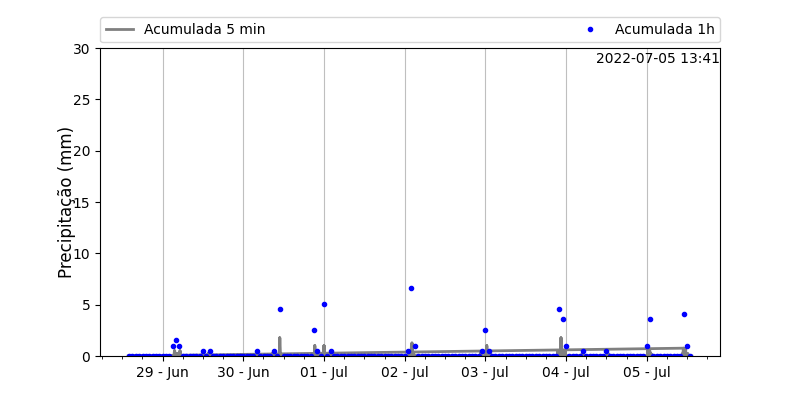 Acumulada 5 min Acumulada 1h
2022-07-05 13:41
Precipitação (mm)
30
25
20
15
10
5
0
29 - Jun 30 - Jun 01 - Jul 02 - Jul 03 - Jul 04 - Jul 05 - Jul